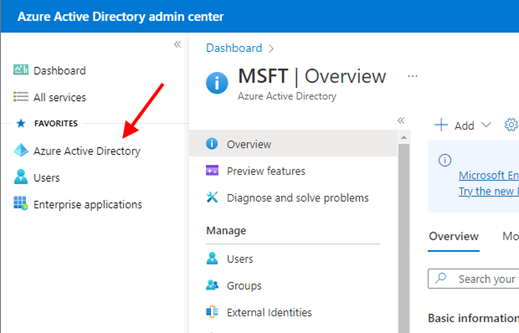 Azure Active Directory admin center
Dashboard
All services
FAVORITES
Azure Active Directory
Users
Enterprise applications
Dashboard
MSFT | Overview
Azure Active Directory
Overview
Preview features
Diagnose and solve problems
Manage
Users
Groups
External Identities
Add
Microsoft En
Try the new
Overview
Mo
Search your
Basic information